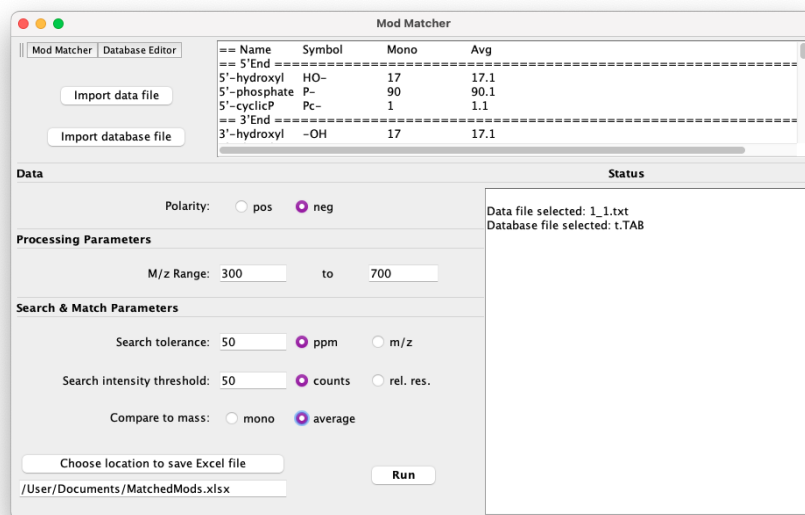 Mod Matcher
Mod Matcher Database Editor
Import data file
Import database file
== Name Symbol Mono Avg
== 5'End ==============================================================
5'-hydroxyl HO- 17 17.1
5'-phosphate P- 90 90.1
5'-cyclicP Pc- 1 1.1
== 3'End ==============================================================
3'-hydroxyl -OH 17 17.1
Data
Status
Polarity: pos neg
Data file selected: 1_1.txt
Database file selected: t.TAB
Processing Parameters
M/z Range: 300 to 700
Search & Match Parameters
Search tolerance: 50 ppm m/z
Search intensity threshold: 50 counts rel. res.
Compare to mass: mono average
Choose location to save Excel file
Run
/User/Documents/MatchedMods.xlsx